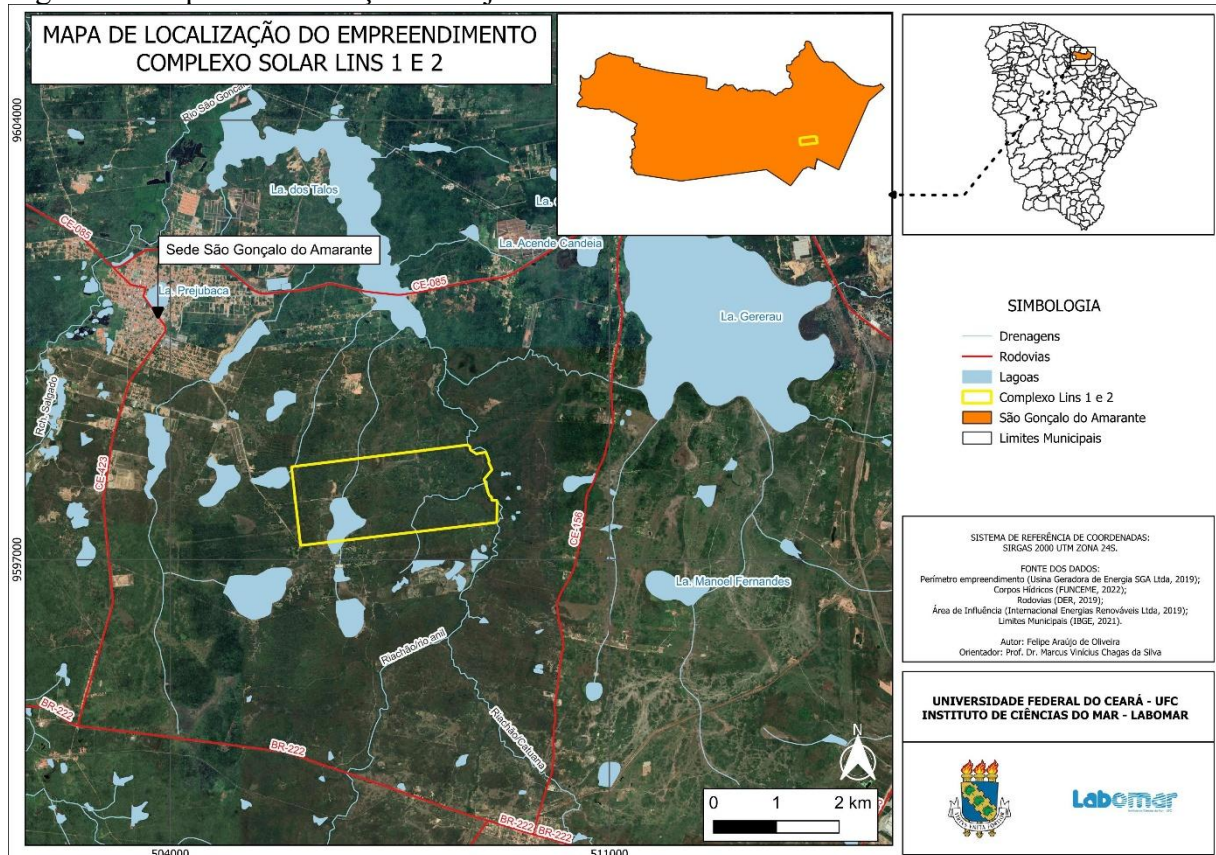 MAPA DE LOCALIZAÇÃO DO EMPREENDIMENTO
COMPLEXO SOLAR LINS 1 E 2
9604000
9597000
504000
511000
Rio São Gonçalo
La. dos Talos
CE-085
Sede São Gonçalo do Amarante
La. Prejubaca
La. Acende Candeia
CE-085
La. Gererau
Rch. Salgado
CE-423
CE-156
La. Manoel Fernandes
Riachão/rio anil
Riachão/Catuana
BR-222
BR-222
BR-222
BR-222
N
0 1 2 km
SIMBOLOGIA
Drenagens
Rodovias
Lagoas
Complexo Lins 1 e 2
São Gonçalo do Amarante
Limites Municipais
SISTEMA DE REFERÊNCIA DE COORDENADAS:
SIRGAS 2000 UTM ZONA 24S.
FONTE DOS DADOS:
Perímetro empreendimento (Usina Geradora de Energia SGA Ltda, 2019);
Corpos Hídricos (FUNCEME, 2022);
Rodovias (DER, 2019);
Área de Influência (Internacional Energias Renováveis Ltda, 2019);
Limites Municipais (IBGE, 2021).
Autor: Felipe Araújo de Oliveira
Orientador: Prof. Dr. Marcus Vinícius Chagas da Silva
UNIVERSIDADE FEDERAL DO CEARÁ - UFC
INSTITUTO DE CIÊNCIAS DO MAR - LABOMAR
Labomar